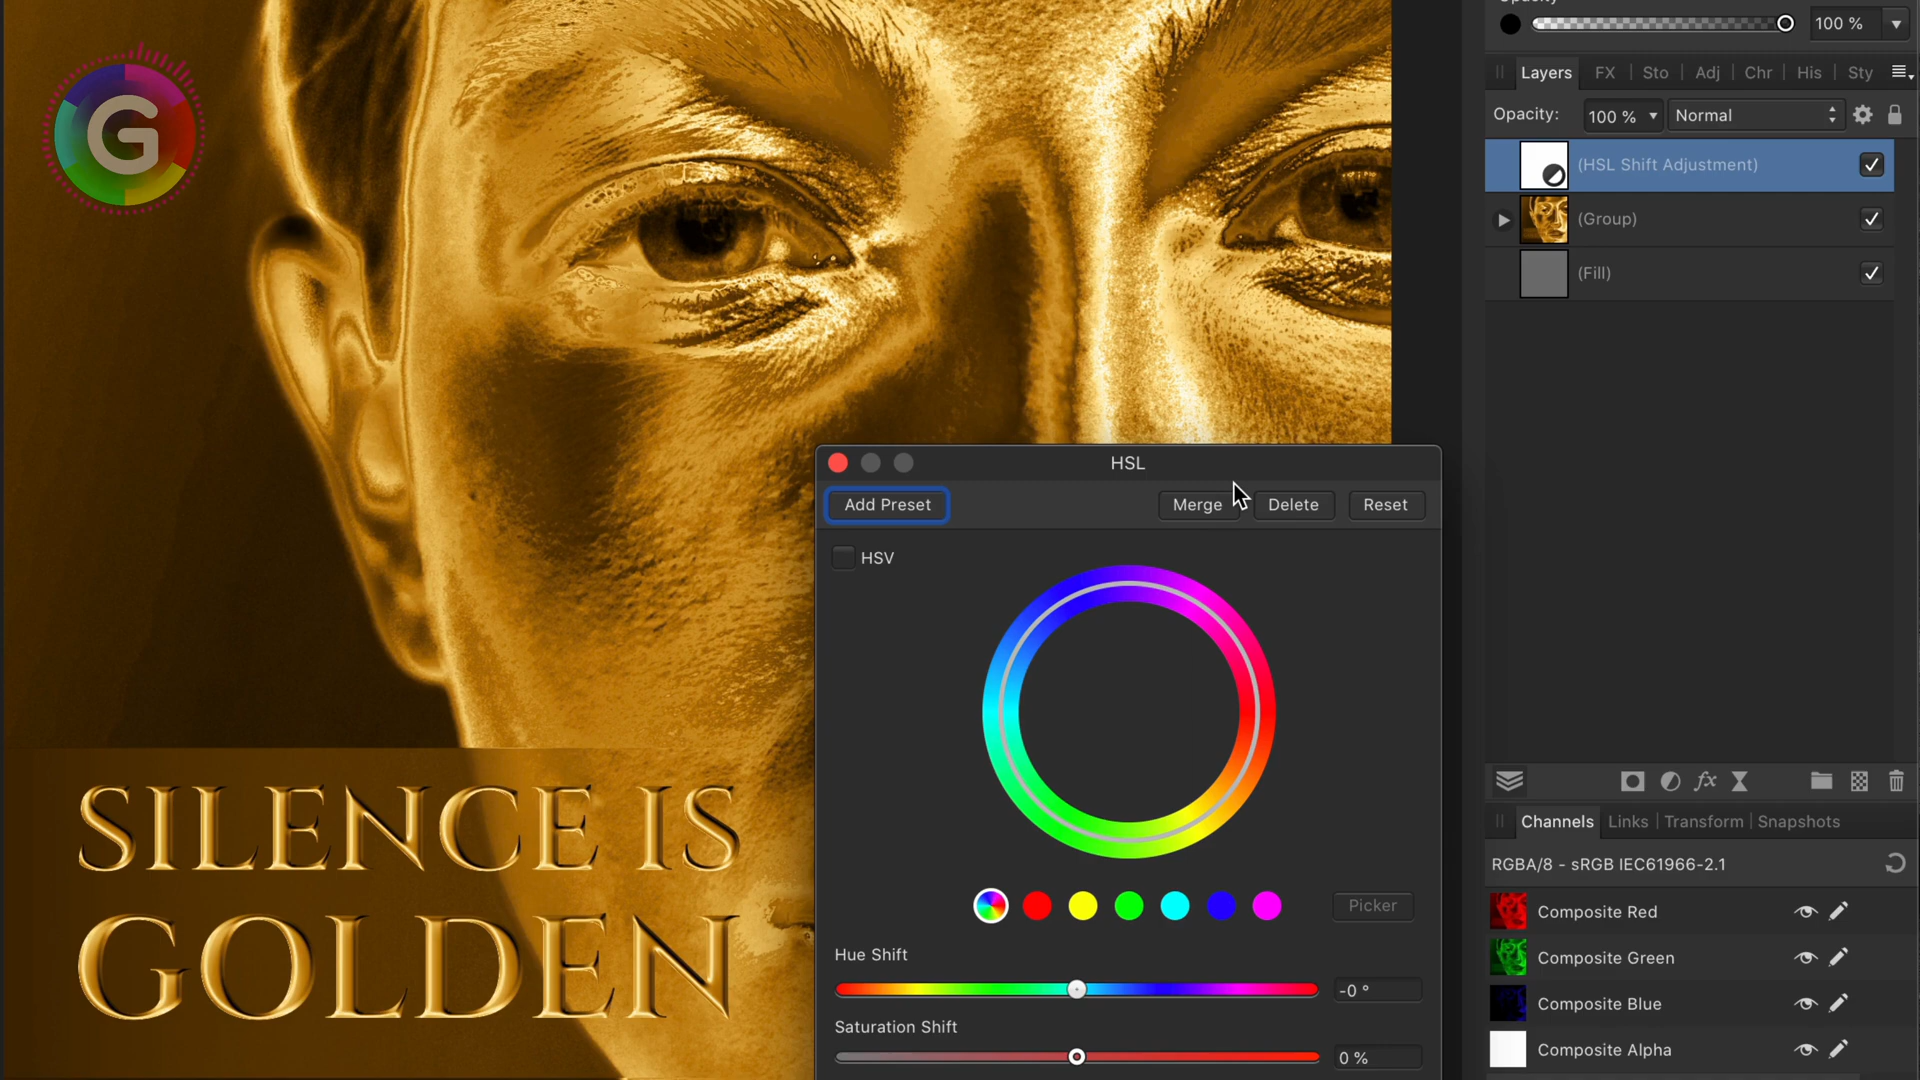 Opacity
100 %
Layers FX Sto Adj Chr His Sty
Opacity: 100 % Normal
(HSL Shift Adjustment)
(Group)
(Fill)
G
HSL
Add Preset Merge Delete Reset
HSV
Picker
Hue Shift
-0 °
Saturation Shift
0 %
SILENCE IS
GOLDEN
Channels Links Transform Snapshots
RGBA/8 - sRGB IEC61966-2.1
Composite Red
Composite Green
Composite Blue
Composite Alpha